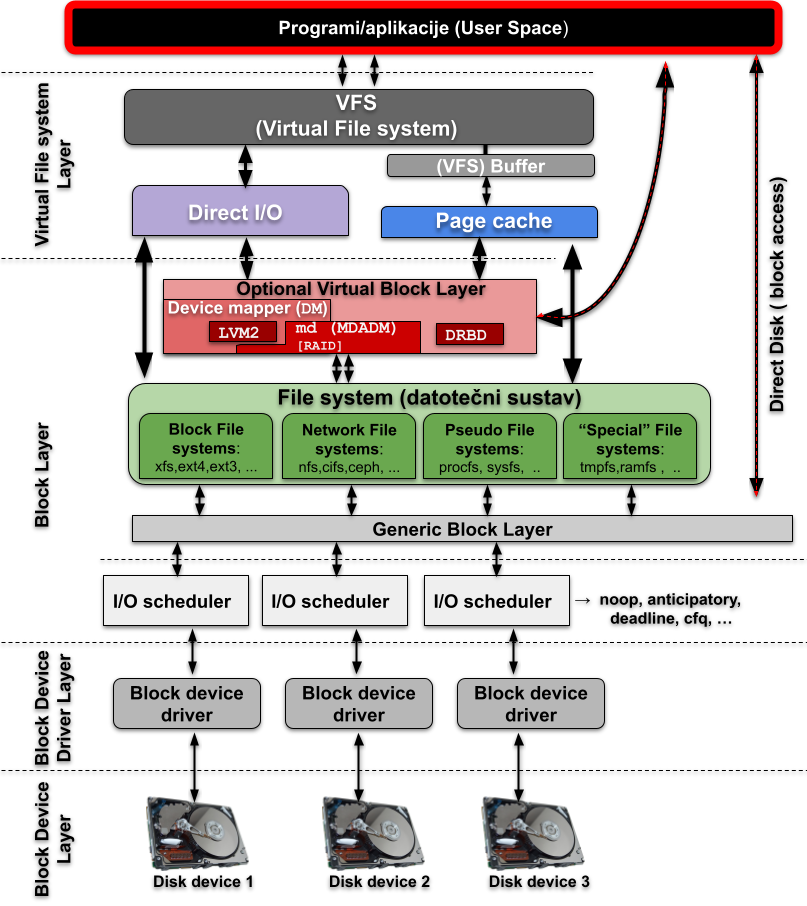 Programi/aplikacije (User Space)
Virtual File system
Layer
VFS
(Virtual File system)
(VFS) Buffer
Direct I/O
Page cache
Direct Disk ( block access)
Optional Virtual Block Layer
Device mapper (DM)
LVM2
md (MDADM)
[RAID]
DRBD
Block Layer
File system (datotečni sustav)
Block File
systems:
xfs,ext4,ext3, ...
Network File
systems:
nfs,cifs,ceph, ...
Pseudo File
systems:
procfs, sysfs, ..
“Special” File
systems:
tmpfs,ramfs , ..
Generic Block Layer
I/O scheduler
I/O scheduler
I/O scheduler
→ noop, anticipatory,
deadline, cfq, …
Block Device
Driver Layer
Block device
driver
Block device
driver
Block device
driver
Block Device
Layer
Disk device 1
Disk device 2
Disk device 3